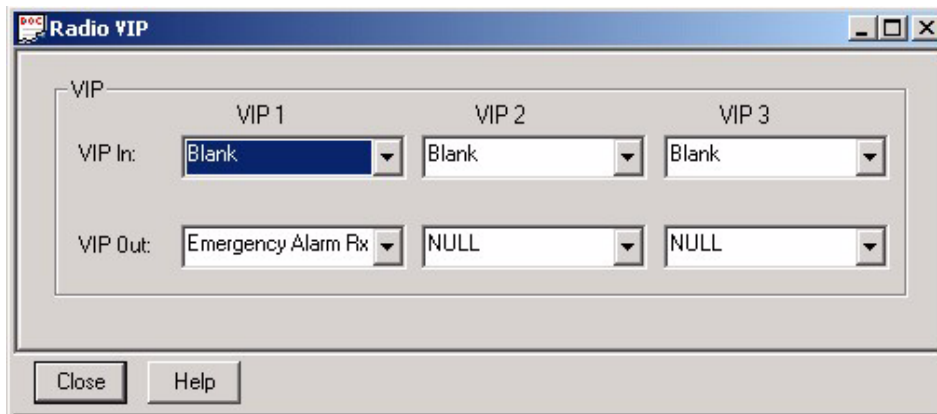 Radio VIP
VIP
VIP 1 VIP 2 VIP 3
VIP In: Blank Blank Blank
VIP Out: Emergency Alarm Rx NULL NULL
Close Help